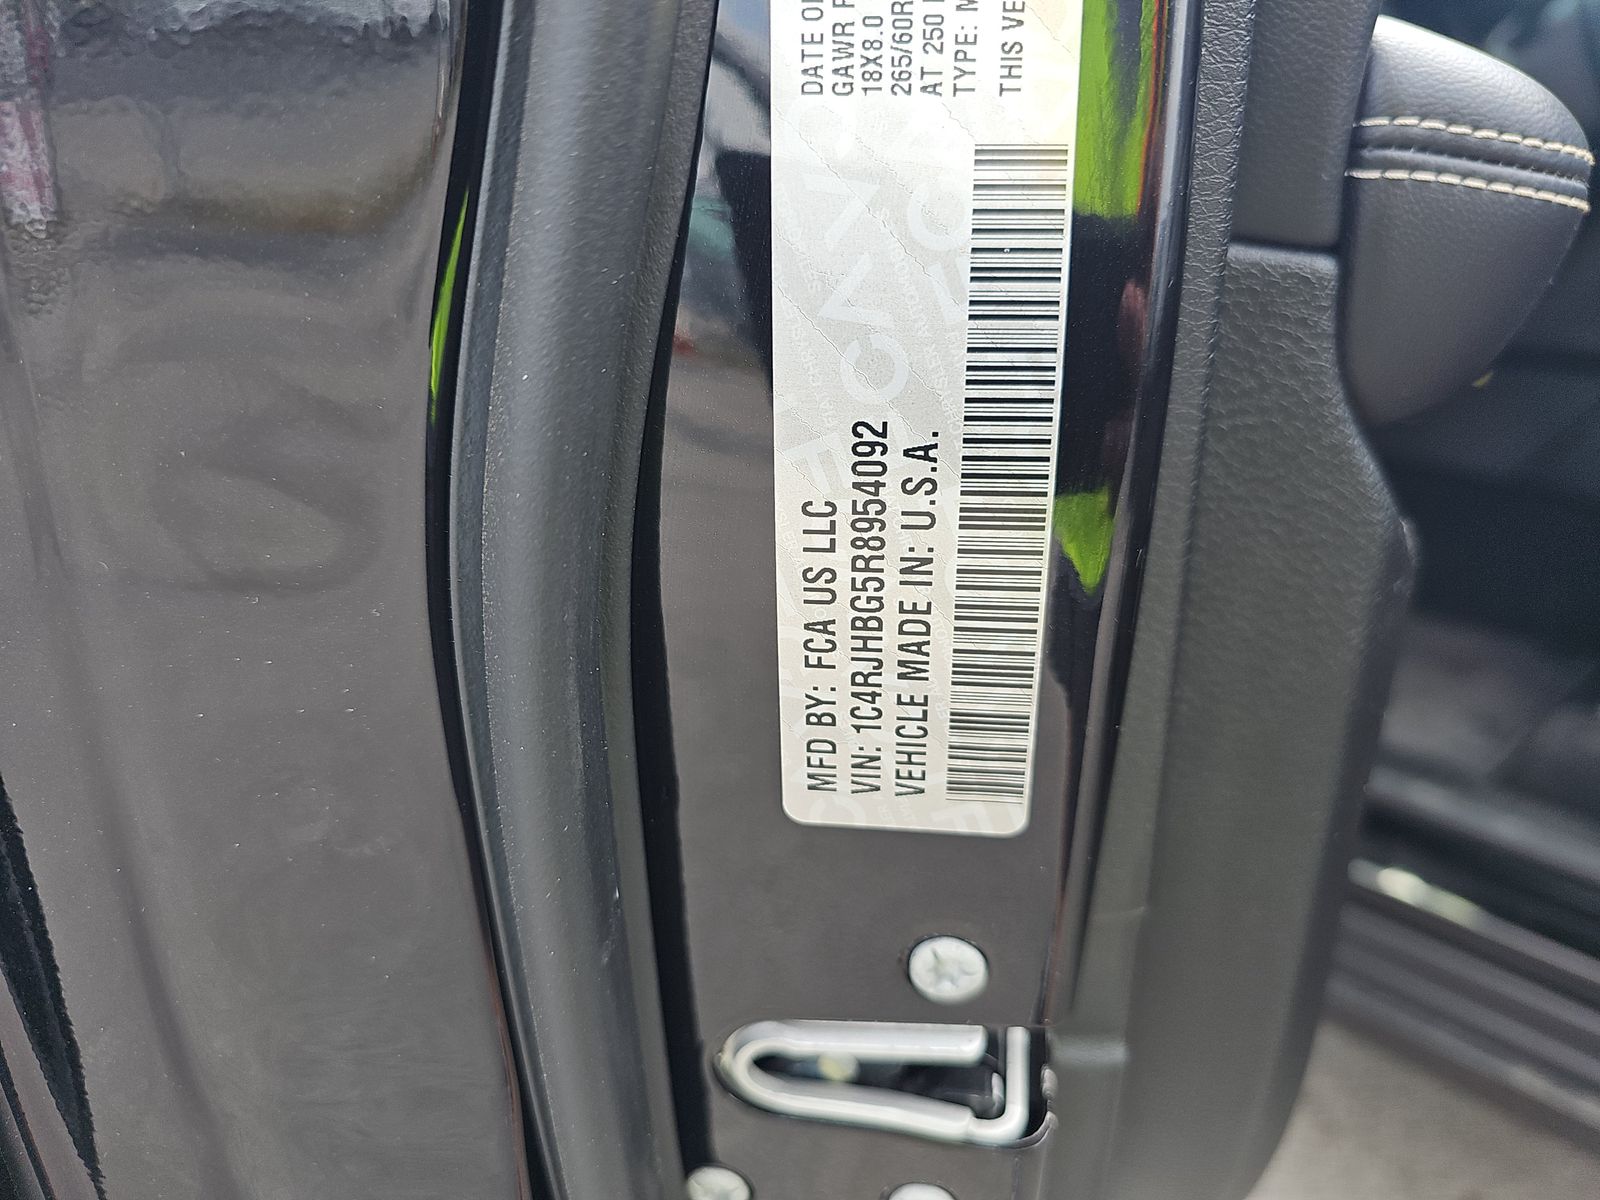 MFD BY: FCA US LLC
VIN: 1C4RJHBG5R8954092
VEHICLE MADE IN: U.S.A.
DATE O
GAWR F
18X8.0
265/60R
AT 250
TYPE: M
THIS VE